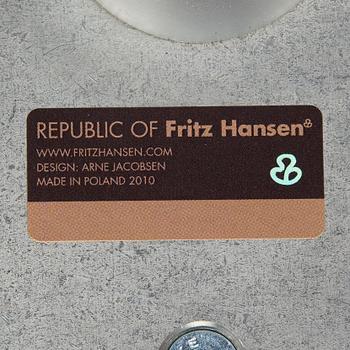 REPUBLIC OF Fritz Hansen
WWW.FRITZHANSEN.COM
DESIGN: ARNE JACOBSEN
MADE IN POLAND 2010